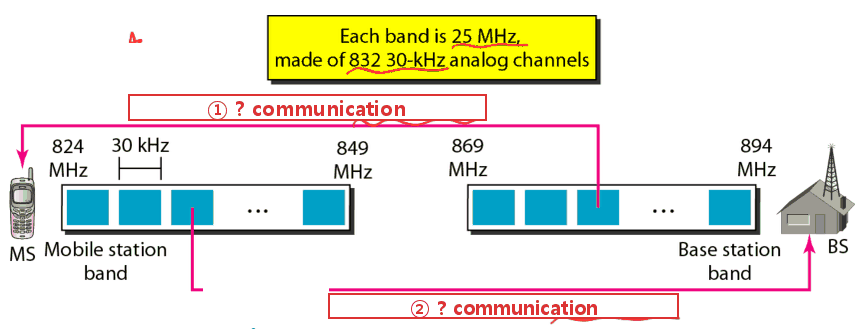 Each band is 25 MHz,
made of 832 30-kHz analog channels
① ? communication
824
MHz
30 kHz
849
MHz
869
MHz
894
MHz
...
...
MS
Mobile station
band
Base station
band
BS
② ? communication